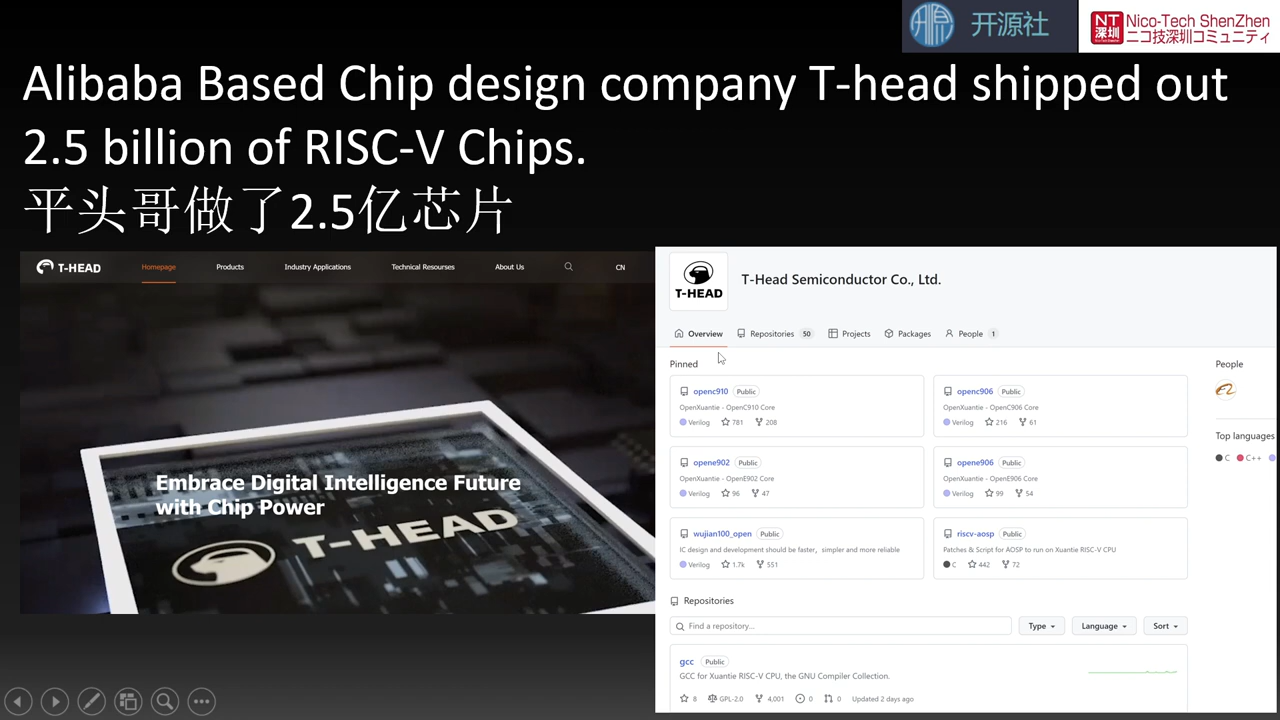 开源社
NT
深圳
Nico-Tech ShenZhen
ニコ技深圳コミュニティ
Alibaba Based Chip design company T-head shipped out
2.5 billion of RISC-V Chips.
平头哥做了2.5亿芯片
T-HEAD
Homepage
Products
Industry Applications
Technical Resourses
About Us
CN
Embrace Digital Intelligence Future
with Chip Power
T-HEAD
T-HEAD
T-Head Semiconductor Co., Ltd.
Overview
Repositories 50
Projects
Packages
People 1
Pinned
People
openc910 Public
OpenXuantie - OpenC910 Core
Verilog 781 208
openc906 Public
OpenXuantie - OpenC906 Core
Verilog 216 61
Top languages
C C++
opene902 Public
OpenXuantie - OpenE902 Core
Verilog 96 47
opene906 Public
OpenXuantie - OpenE906 Core
Verilog 99 54
wujian100_open Public
IC design and development should be faster，simpler and more reliable
Verilog 1.7k 551
riscv-aosp Public
Patches & Script for AOSP to run on Xuantie RISC-V CPU
C 442 72
Repositories
Find a repository...
Type
Language
Sort
gcc Public
GCC for Xuantie RISC-V CPU, the GNU Compiler Collection.
8 GPL-2.0 4,001 0 0 Updated 2 days ago